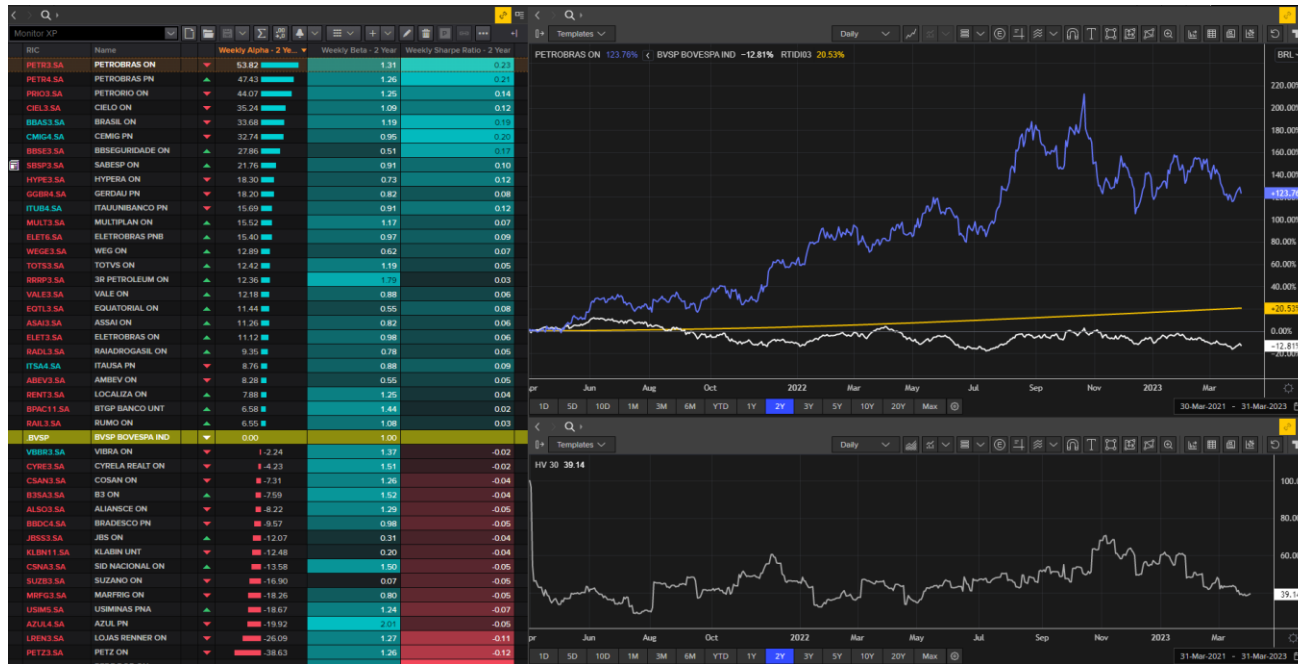 Monitor XP
RIC Name Weekly Alpha - 2 Ye... Weekly Beta - 2 Year Weekly Sharpe Ratio - 2 Year
PETR3.SA PETROBRAS ON 53.82 1.31 0.23
PETR4.SA PETROBRAS PN 47.43 1.26 0.21
PRIO3.SA PETRORIO ON 44.07 1.25 0.14
CIEL3.SA CIELO ON 35.24 1.09 0.12
BBAS3.SA BRASIL ON 33.68 1.19 0.19
CMIG4.SA CEMIG PN 32.74 0.95 0.20
BBSE3.SA BBSEGURIDADE ON 27.86 0.51 0.17
SBSP3.SA SABESP ON 21.76 0.91 0.10
HYPE3.SA HYPERA ON 18.30 0.73 0.12
GGBR4.SA GERDAU PN 18.20 0.82 0.08
ITUB4.SA ITAUUNIBANCO PN 15.69 0.91 0.12
MULT3.SA MULTIPLAN ON 15.52 1.17 0.07
ELET6.SA ELETROBRAS PNB 15.40 0.97 0.09
WEGE3.SA WEG ON 12.89 0.62 0.07
TOTS3.SA TOTVS ON 12.42 1.19 0.05
RRRP3.SA 3R PETROLEUM ON 12.36 1.79 0.03
VALE3.SA VALE ON 12.18 0.88 0.06
EQTL3.SA EQUATORIAL ON 11.44 0.55 0.08
ASAI3.SA ASSAI ON 11.26 0.82 0.06
ELET3.SA ELETROBRAS ON 11.12 0.98 0.06
RADL3.SA RAIADROGASIL ON 9.35 0.78 0.05
ITSA4.SA ITAUSA PN 8.76 0.88 0.09
ABEV3.SA AMBEV ON 8.28 0.55 0.05
RENT3.SA LOCALIZA ON 7.88 1.25 0.04
BPAC11.SA BTGP BANCO UNT 6.58 1.44 0.02
RAIL3.SA RUMO ON 6.55 1.08 0.03
.BVSP BVSP BOVESPA IND 0.00 1.00
VBBR3.SA VIBRA ON -2.24 1.37 -0.02
CYRE3.SA CYRELA REALT ON -4.23 1.51 -0.02
CSAN3.SA COSAN ON -7.31 1.26 -0.04
B3SA3.SA B3 ON -7.59 1.52 -0.04
ALSO3.SA ALIANSCE ON -8.22 1.29 -0.05
BBDC4.SA BRADESCO PN -9.57 0.98 -0.05
JBSS3.SA JBS ON -12.07 0.31 -0.04
KLBN11.SA KLABIN UNT -12.48 0.20 -0.04
CSNA3.SA SID NACIONAL ON -13.58 1.50 -0.05
SUZB3.SA SUZANO ON -16.90 0.07 -0.05
MRFG3.SA MARFRIG ON -18.26 0.80 -0.05
USIM5.SA USIMINAS PNA -18.67 1.24 -0.07
AZUL4.SA AZUL PN -19.92 2.01 -0.05
LREN3.SA LOJAS RENNER ON -26.09 1.27 -0.11
PETZ3.SA PETZ ON -38.63 1.26 -0.12
Templates Daily
PETROBRAS ON 123.76% BVSP BOVESPA IND -12.81% RTIDI03 20.53%
BRL
220.00%
200.00%
180.00%
160.00%
140.00%
+123.76
100.00%
80.00%
60.00%
40.00%
+20.53%
0.00%
-12.81%
-20.00%
pr Jun Aug Oct 2022 Mar May Jul Sep Nov 2023 Mar
1D 5D 10D 1M 3M 6M YTD 1Y 2Y 3Y 5Y 10Y 20Y Max 30-Mar-2021 - 31-Mar-2023
Templates Daily
HV 30 39.14
100.0
80.00
60.00
39.14
pr Jun Aug Oct 2022 Mar May Jul Sep Nov 2023 Mar
1D 5D 10D 1M 3M 6M YTD 1Y 2Y 3Y 5Y 10Y 20Y Max 31-Mar-2021 - 31-Mar-2023